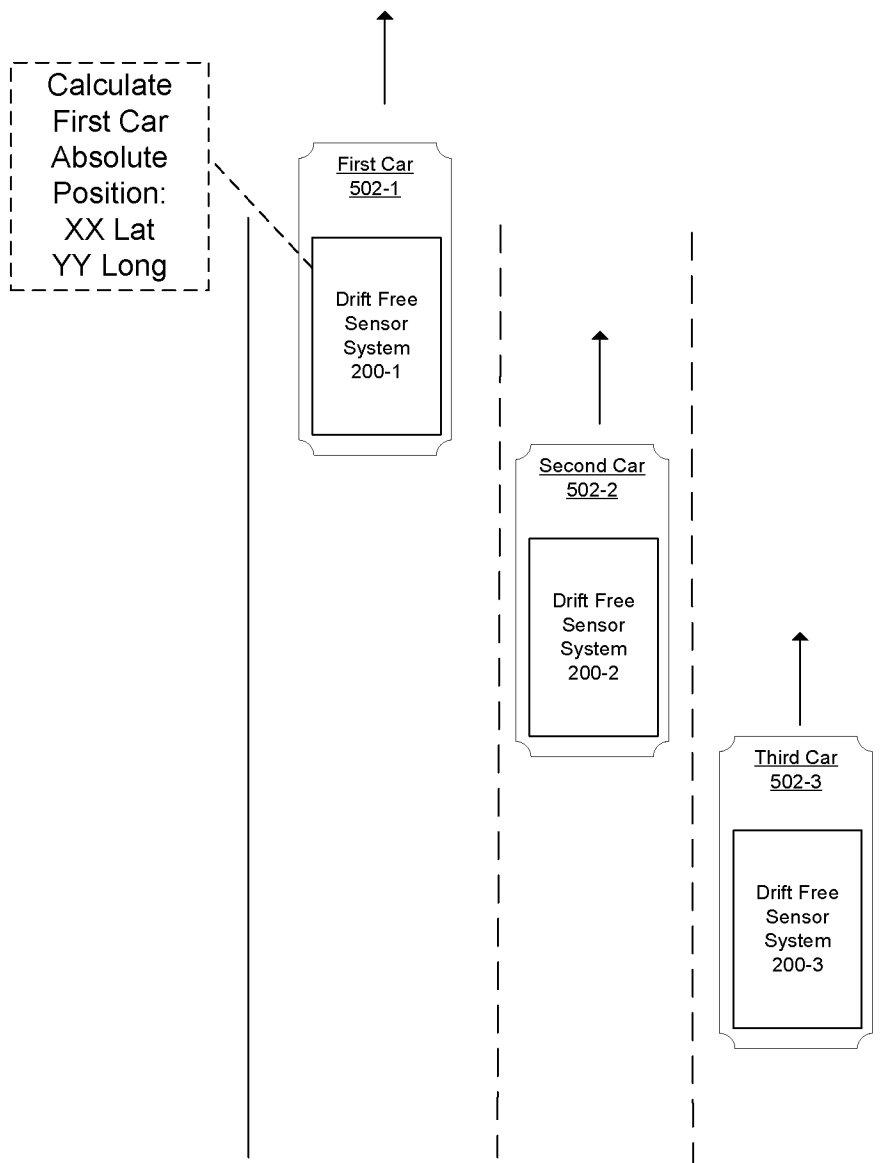 Calculate
First Car
Absolute
Position:
XX Lat
YY Long
First Car
502-1
Drift Free
Sensor
System
200-1
Second Car
502-2
Drift Free
Sensor
System
200-2
Third Car
502-3
Drift Free
Sensor
System
200-3